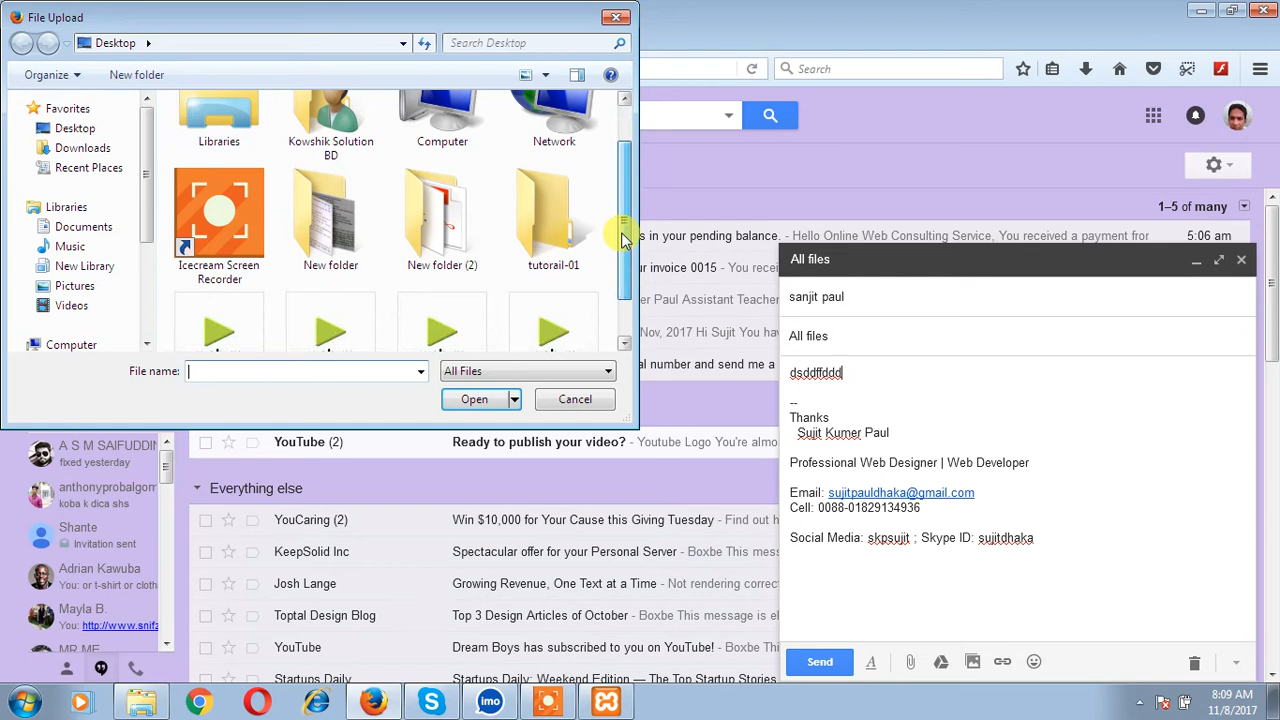 File Upload
Desktop
Search Desktop
Organize
New folder
Favorites
Desktop
Downloads
Recent Places
Libraries
Documents
Music
New Library
Pictures
Videos
Computer
Libraries
Kowshik Solution
BD
Computer
Network
Icecream Screen
Recorder
New folder
New folder (2)
tutorail-01
File name:
All Files
Open
Cancel
Search
1–5 of many
s in your pending balance. - Hello Online Web Consulting Service, You received a payment for
5:06 am
ur invoice 0015 - You recei
er Paul Assistant Teacher
Nov, 2017 Hi Sujit You hav
al number and send me a
All files
sanjit paul
All files
dsddffddd
--
Thanks
Sujit Kumer Paul
Professional Web Designer | Web Developer
Email: sujitpauldhaka@gmail.com
Cell: 0088-01829134936
Social Media: skpsujit ; Skype ID: sujitdhaka
Send
A S M SAIFUDDIN
fixed yesterday
anthonyprobalgom
koba k dica shs
Shante
Invitation sent
Adrian Kawuba
You: or t-shirt or cloth
Mayla B.
You: http://www.snifz
MR ME
YouTube (2)
Ready to publish your video? - Youtube Logo You're almo
Everything else
YouCaring (2)
Win $10,000 for Your Cause this Giving Tuesday - Find out h
KeepSolid Inc
Spectacular offer for your Personal Server - Boxbe This mess
Josh Lange
Growing Revenue, One Text at a Time - Not rendering correc
Toptal Design Blog
Top 3 Design Articles of October - Boxbe This message is el
YouTube
Dream Boys has subscribed to you on YouTube! - Boxbe Thi
Startups Daily
Startups Daily: Weekend Edition — The Top Startup Stories
imo
8:09 AM
11/8/2017